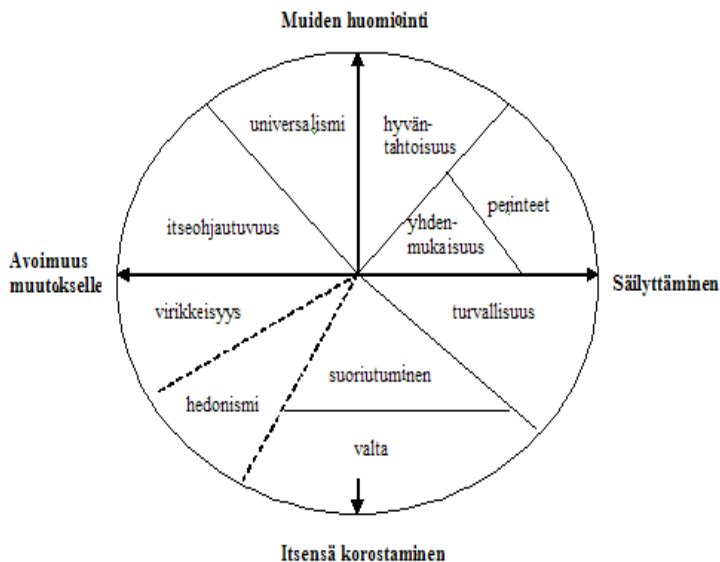 Muiden huomiointi
universalismi
hyvän-
tahtoisuus
perinteet
itseohjautuvuus
yhden-
mukaisuus
Avoimuus
muutokselle
Säilyttäminen
virikkeisyys
turvallisuus
suoriutuminen
hedonismi
valta
Itsensä korostaminen